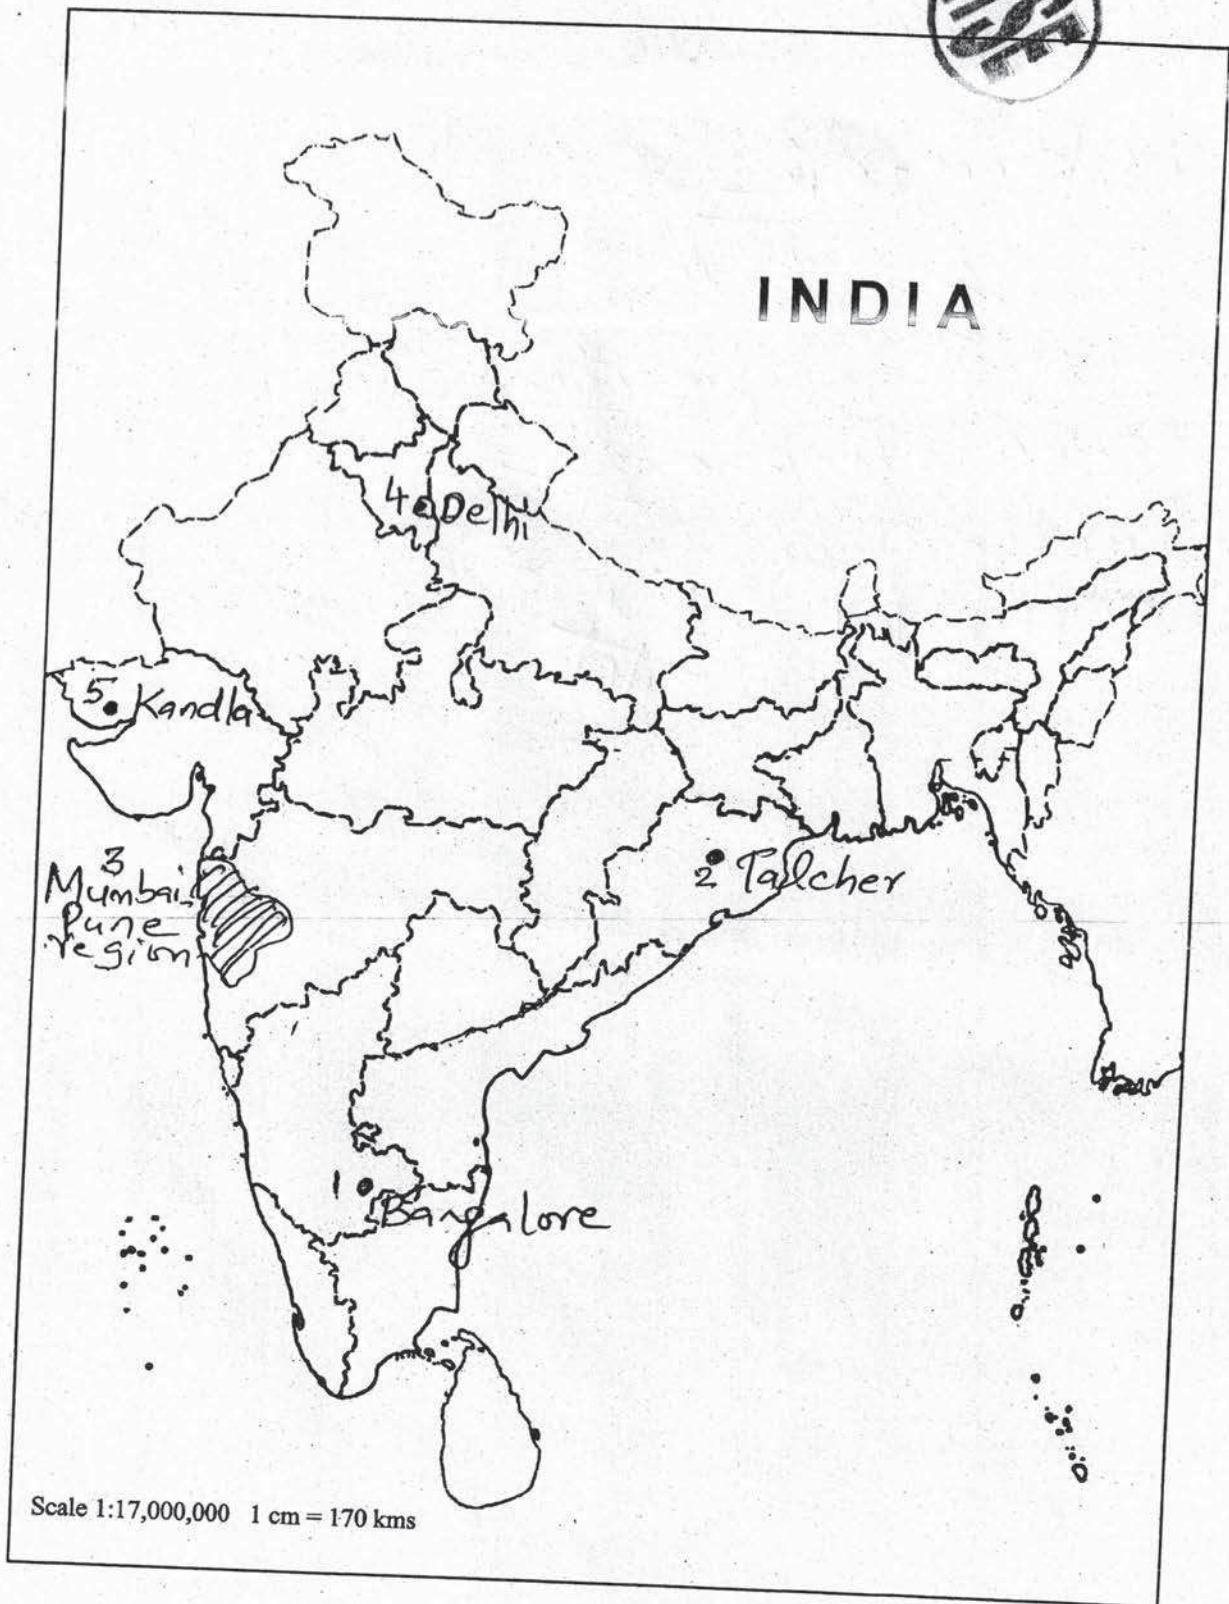 INDIA
4 Delhi
5 Kandla
3
Mumbai
Pune
region
2 Talcher
1
Bangalore
Scale 1:17,000,000 1 cm = 170 kms